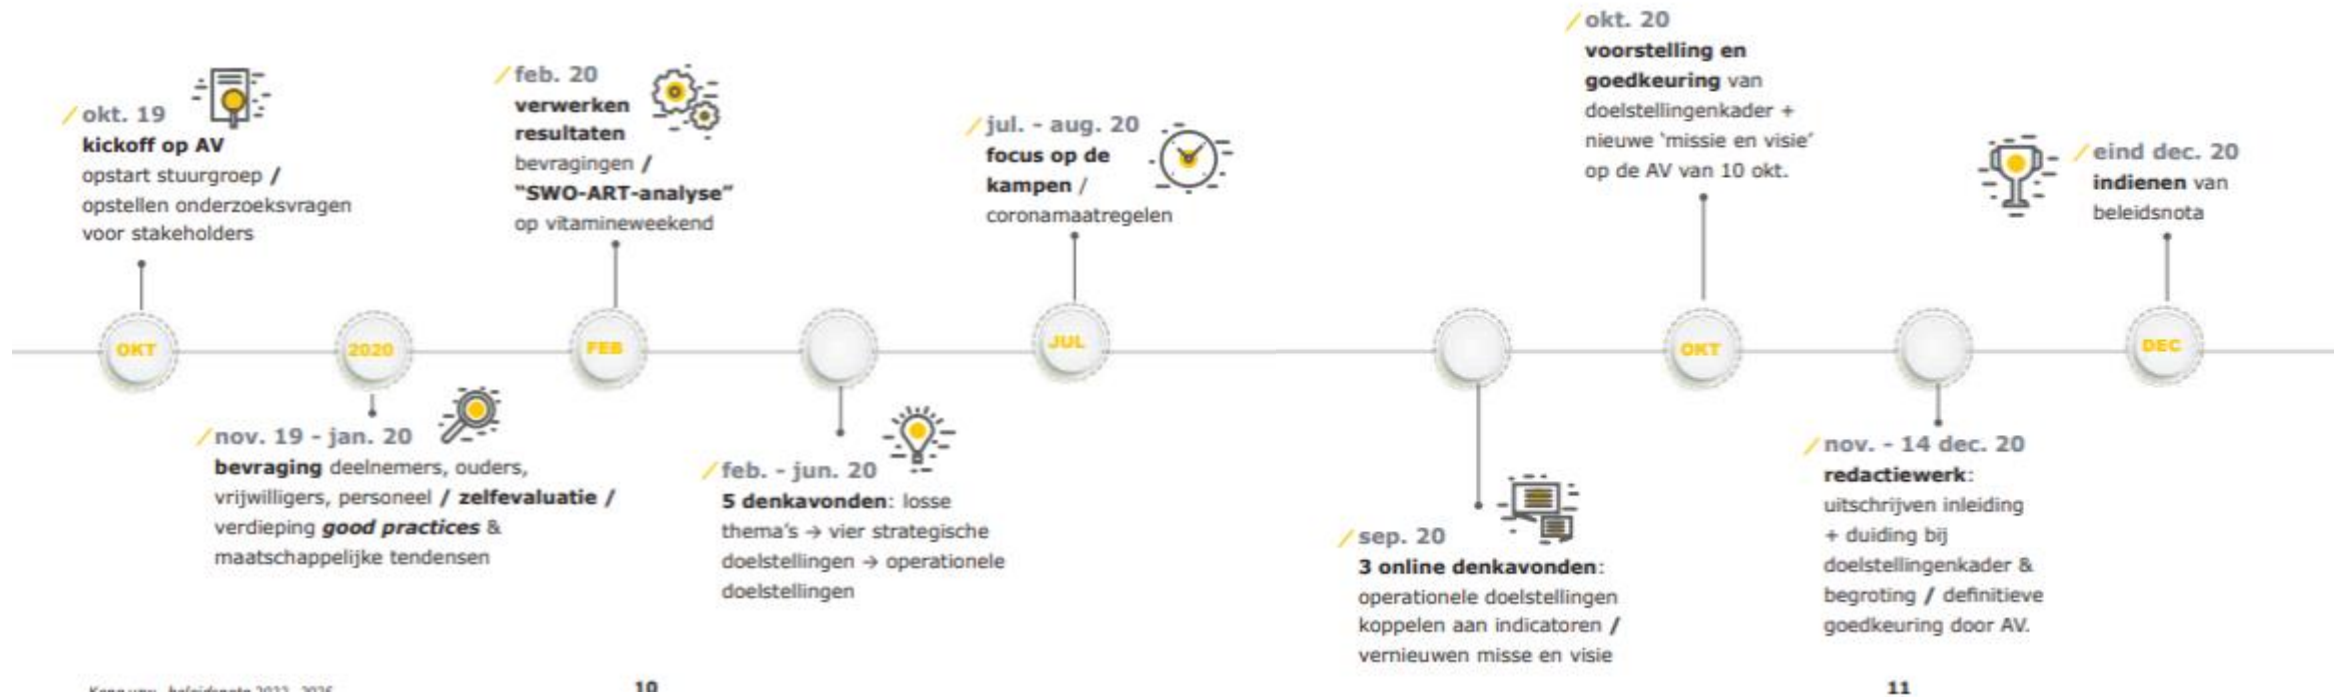 / okt. 19
kickoff op AV
opstart stuurgroep /
opstellen onderzoeksvragen
voor stakeholders
/ feb. 20
verwerken
resultaten
bevragingen /
"SWO-ART-analyse"
op vitamineweekend
/ jul. - aug. 20
focus op de
kampen /
coronamaatregelen
/ okt. 20
voorstelling en
goedkeuring van
doelstellingenkader +
nieuwe 'missie en visie'
op de AV van 10 okt.
/ eind dec. 20
indienen van
beleidsnota
OKT
2020
FEB
JUL
OKT
DEC
/ nov. 19 - jan. 20
bevraging deelnemers, ouders,
vrijwilligers, personeel / zelfevaluatie /
verdieping good practices &
maatschappelijke tendensen
/ feb. - jun. 20
5 denkavonden: losse
thema's → vier strategische
doelstellingen → operationele
doelstellingen
/ sep. 20
3 online denkavonden:
operationele doelstellingen
koppelen aan indicatoren /
vernieuwen misse en visie
/ nov. - 14 dec. 20
redactiewerk:
uitschrijven inleiding
+ duiding bij
doelstellingenkader &
begroting / definitieve
goedkeuring door AV.
beleidsnota
10
11